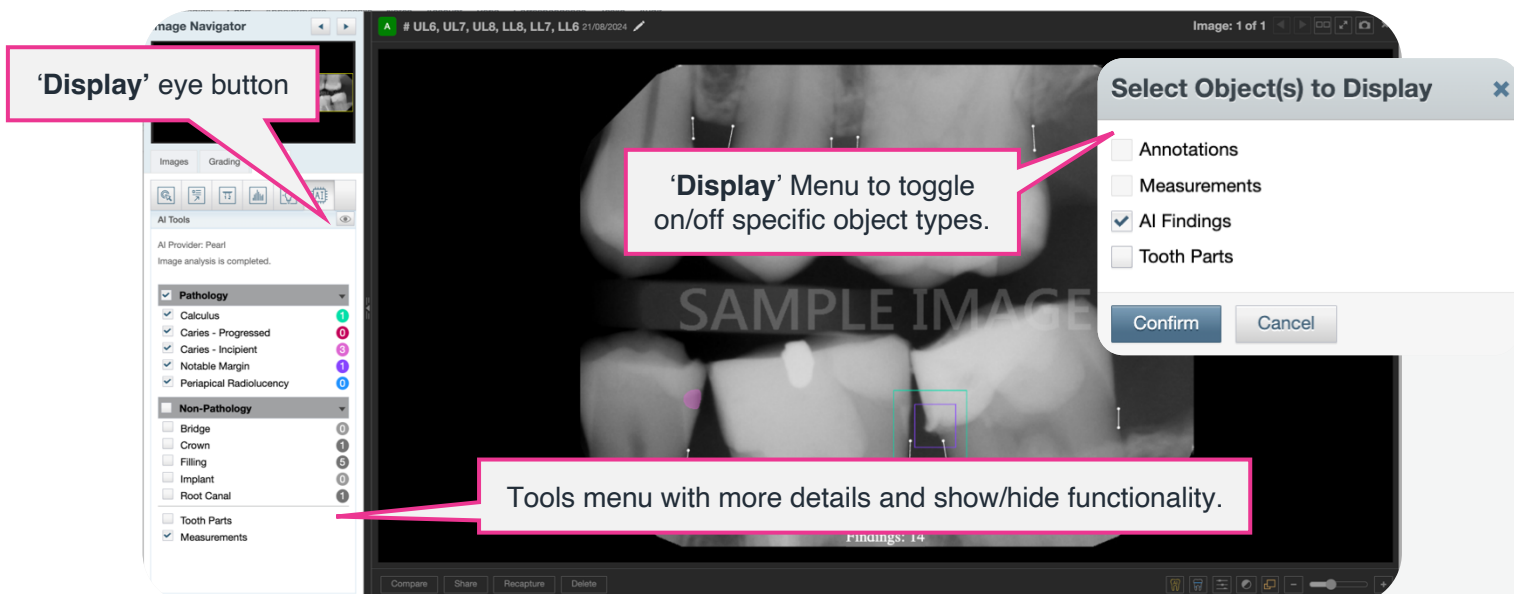 mage Navigator
A # UL6, UL7, UL8, LL8, LL7, LL6 21/08/2024
Image: 1 of 1
‘Display’ eye button
Images Grading
AI Tools
AI Provider: Pearl
Image analysis is completed.
Pathology
Calculus 1
Caries - Progressed 0
Caries - Incipient 3
Notable Margin 1
Periapical Radiolucency 0
Non-Pathology
Bridge 0
Crown 1
Filling 5
Implant 0
Root Canal 1
Tooth Parts
Measurements
‘Display’ Menu to toggle
on/off specific object types.
SAMPLE IMAGE
Select Object(s) to Display
Annotations
Measurements
AI Findings
Tooth Parts
Confirm Cancel
Tools menu with more details and show/hide functionality.
Findings: 14
Compare Share Recapture Delete